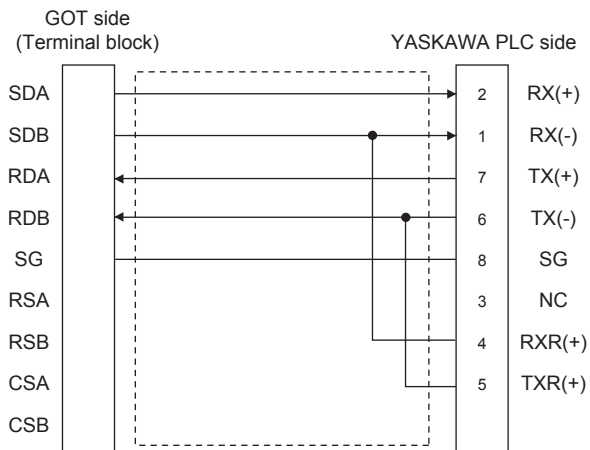 GOT side
(Terminal block)
YASKAWA PLC side
SDA 2 RX(+)
SDB 1 RX(-)
RDA 7 TX(+)
RDB 6 TX(-)
SG 8 SG
RSA 3 NC
RSB 4 RXR(+)
CSA 5 TXR(+)
CSB